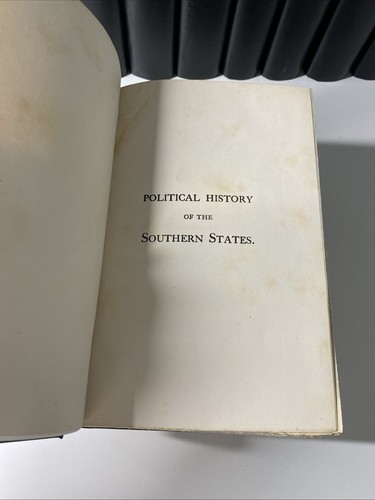 POLITICAL HISTORY
OF THE
SOUTHERN STATES.